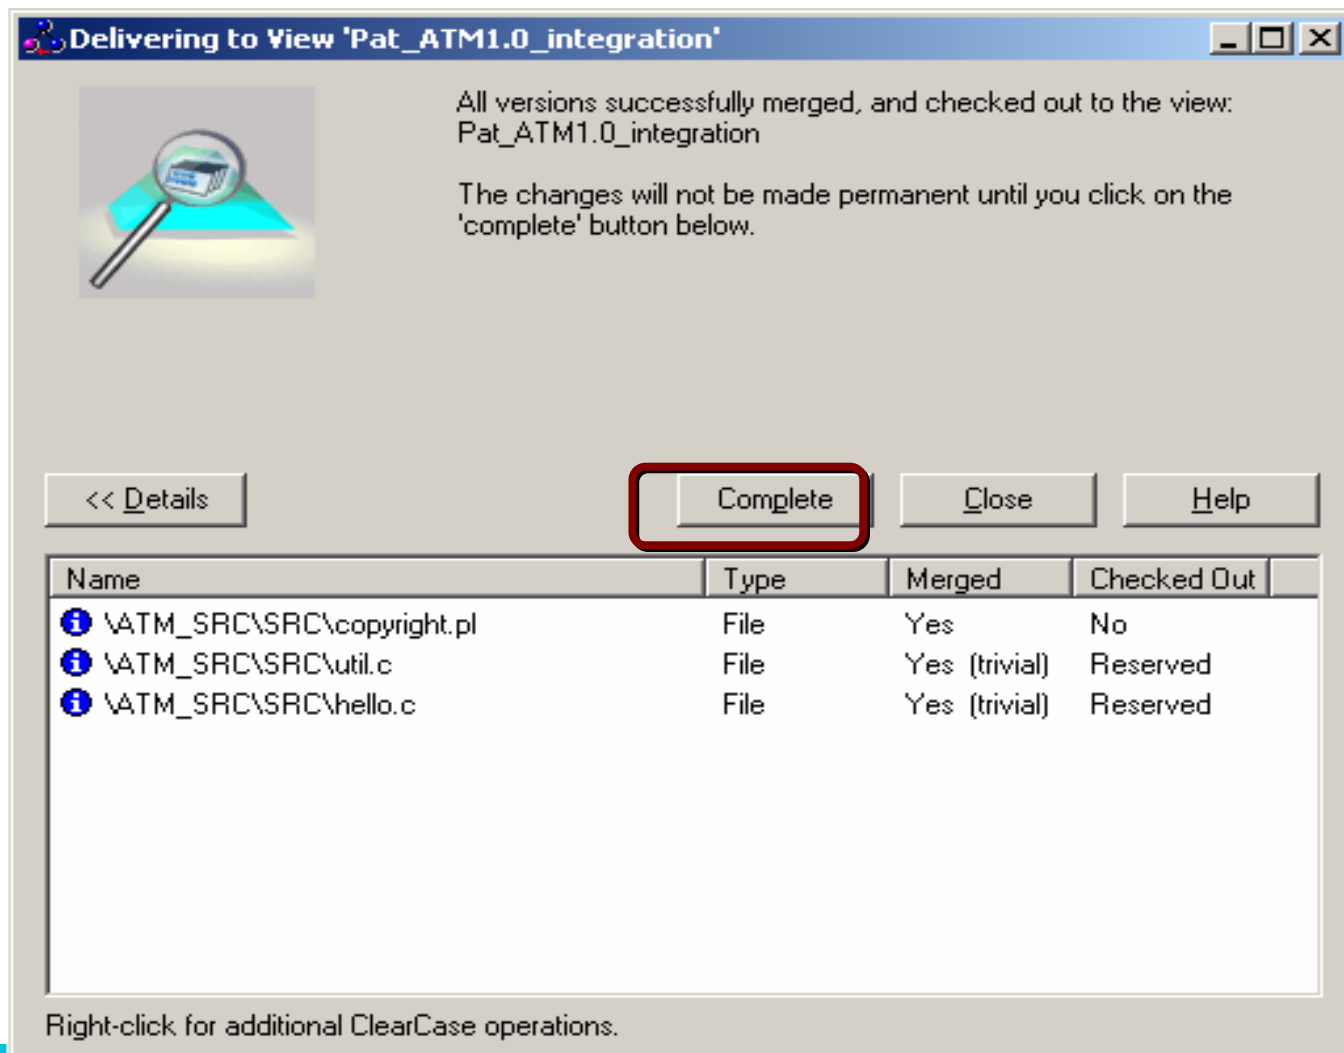 Delivering to View 'Pat_ATM1.0_integration'
All versions successfully merged, and checked out to the view:
Pat_ATM1.0_integration
The changes will not be made permanent until you click on the
'complete' button below.
<< Details
Complete
Close
Help
Name Type Merged Checked Out
\ATM_SRC\SRC\copyright.pl File Yes No
\ATM_SRC\SRC\util.c File Yes (trivial) Reserved
\ATM_SRC\SRC\hello.c File Yes (trivial) Reserved
Right-click for additional ClearCase operations.